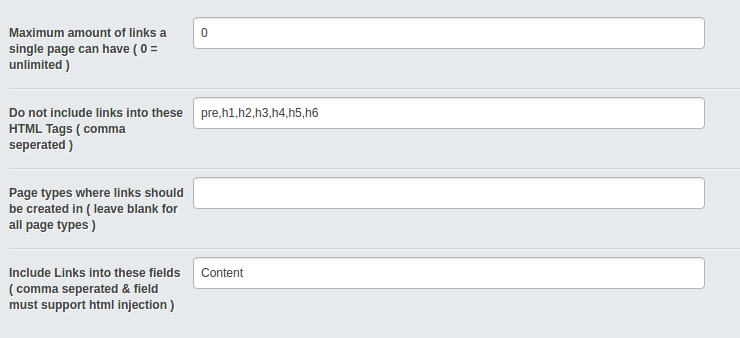 Maximum amount of links a
single page can have ( 0 =
unlimited )
0
Do not include links into these
HTML Tags ( comma
seperated )
pre,h1,h2,h3,h4,h5,h6
Page types where links should
be created in ( leave blank for
all page types )
Include Links into these fields
( comma seperated & field
must support html injection )
Content